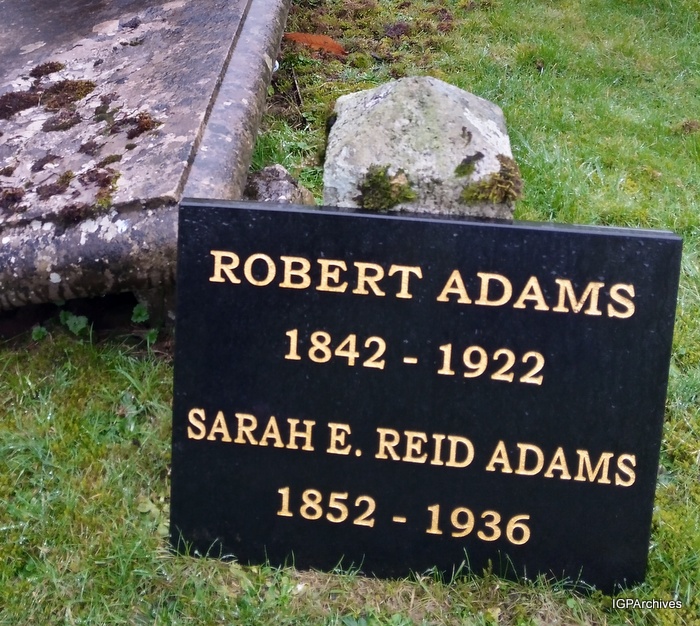 ROBERT ADAMS
1842 - 1922
SARAH E. REID ADAMS
1852 - 1936
IGPArchives